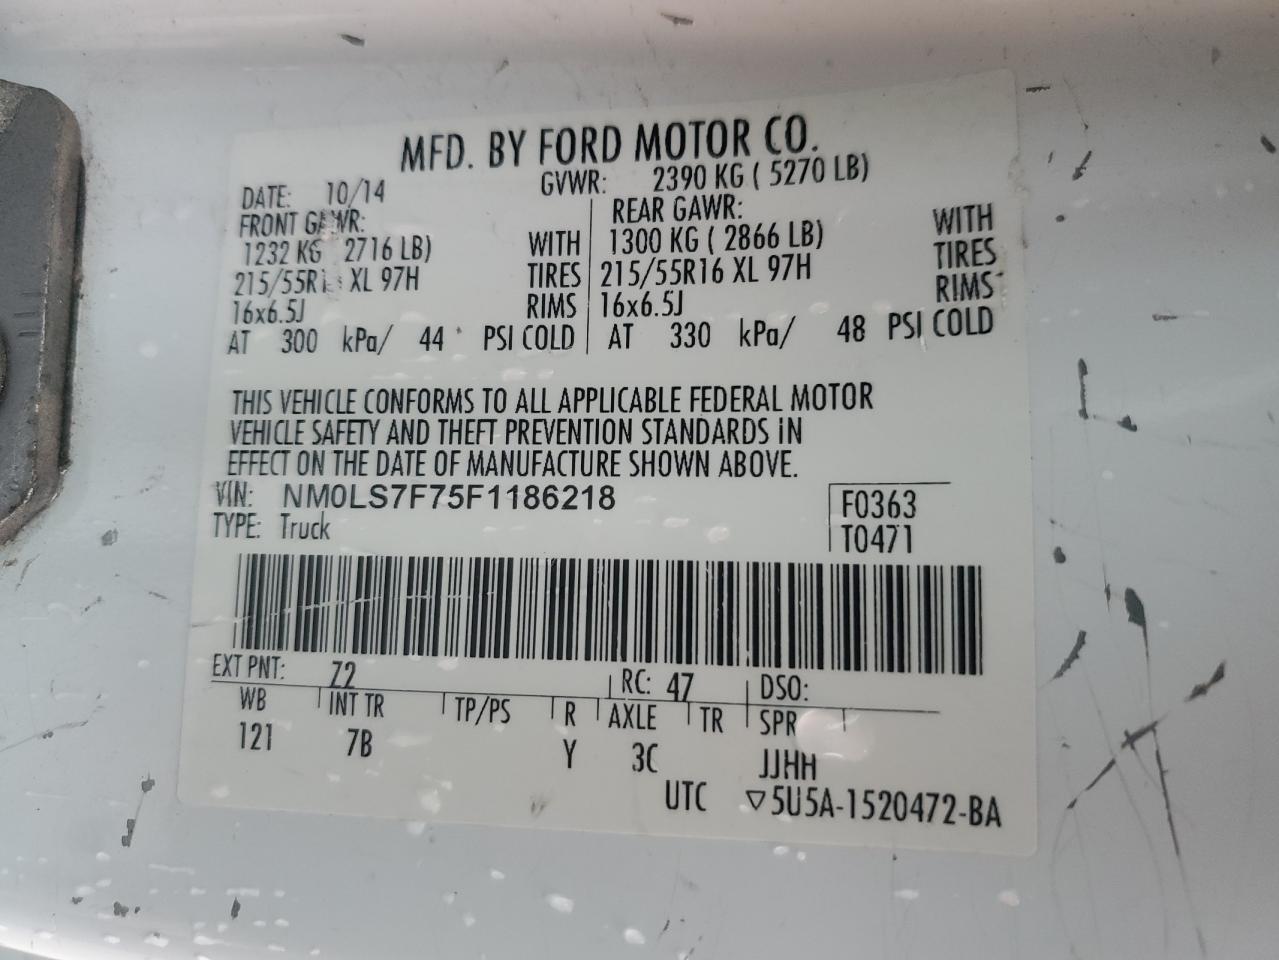 MFD. BY FORD MOTOR CO.
DATE: 10/14 GVWR: 2390 KG ( 5270 LB)
FRONT GAWR: REAR GAWR:
1232 KG 2716 LB) WITH 1300 KG ( 2866 LB) WITH
XL 97H TIRES 215/55R16 XL 97H TIRES
16x6.5J RIMS 16x6.5J RIMS
AT 300 kPa/ 44 PSI COLD AT 330 kPa/ 48 PSI COLD
THIS VEHICLE CONFORMS TO ALL APPLICABLE FEDERAL MOTOR
VEHICLE SAFETY AND THEFT PREVENTION STANDARDS IN
EFFECT ON THE DATE OF MANUFACTURE SHOWN ABOVE.
VIN: NM0LS7F75F1186218 F0363
TYPE: Truck T0471
EXT PNT: Z2 RC: 47 DSO:
WB INT TR TP/PS R AXLE TR SPR
121 7B Y 3C JJHH
UTC ▽5U5A-1520472-BA